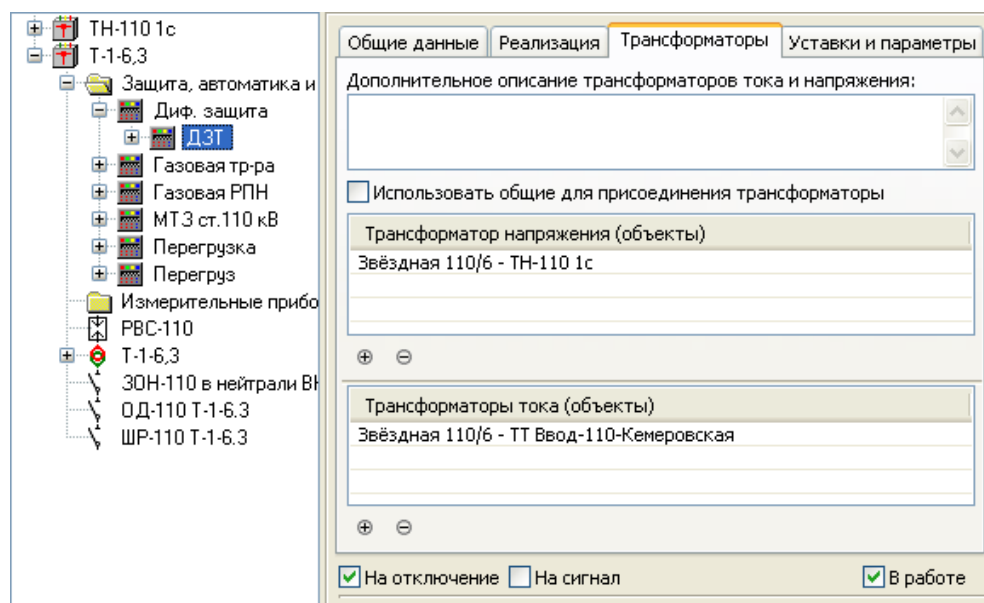 ТН-110 1с
Т-1-6,3
Защита, автоматика и
Диф. защита
ДЗТ
Газовая тр-ра
Газовая РПН
МТЗ ст.110 кВ
Перегрузка
Перегруз
Измерительные прибо
РВС-110
Т-1-6,3
ЗОН-110 в нейтрали ВН
ОД-110 Т-1-6.3
ШР-110 Т-1-6.3
Общие данные Реализация Трансформаторы Уставки и параметры
Дополнительное описание трансформаторов тока и напряжения:
Использовать общие для присоединения трансформаторы
Трансформатор напряжения (объекты)
Звёздная 110/6 - ТН-110 1с
Трансформаторы тока (объекты)
Звёздная 110/6 - ТТ Ввод-110-Кемеровская
На отключение На сигнал В работе